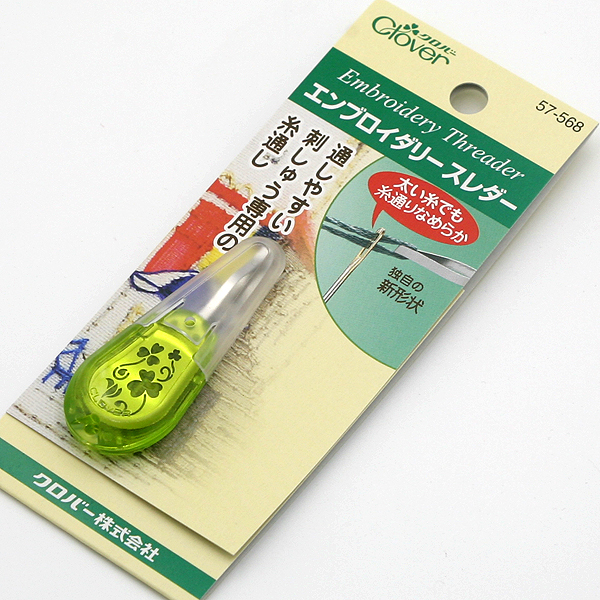 クロバー
Clover
57-568
Embroidery Threader
エンブロイダリー スレダー
通しやすい
刺しゅう専用の
糸通し
太い糸でも
糸通りなめらか
独自の
新形状
CLOVER
クロバー株式会社